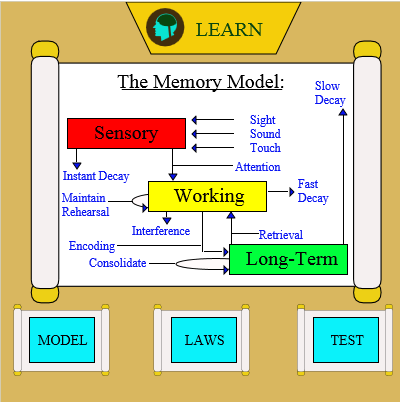 LEARN
The Memory Model:
Slow
Decay
Sight
Sound
Touch
Sensory
Instant Decay
Attention
Working
Fast
Decay
Maintain
Rehearsal
Interference
Retrieval
Encoding
Consolidate
Long-Term
MODEL
LAWS
TEST